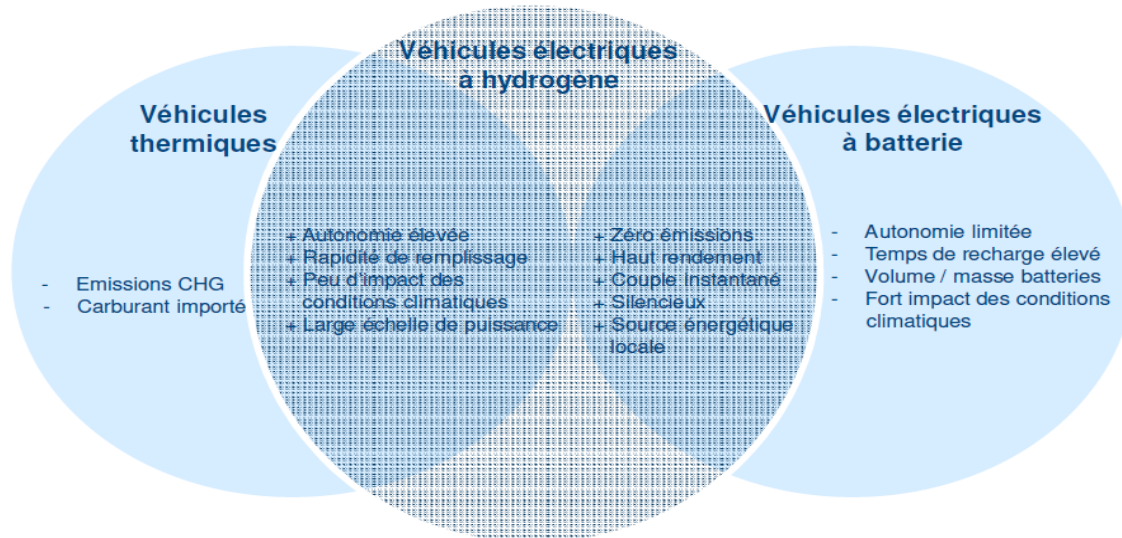 Véhicules électriques
à hydrogène
Véhicules
thermiques
Véhicules électriques
à batterie
- Emissions CHG
- Carburant importé
+ Autonomie élevée
+ Rapidité de remplissage
+ Peu d'impact des
conditions climatiques
+ Large échelle de puissance
+ Zéro émissions
+ Haut rendement
+ Couple instantané
+ Silencieux
+ Source énergétique
locale
- Autonomie limitée
- Temps de recharge élevé
- Volume / masse batteries
- Fort impact des conditions
climatiques